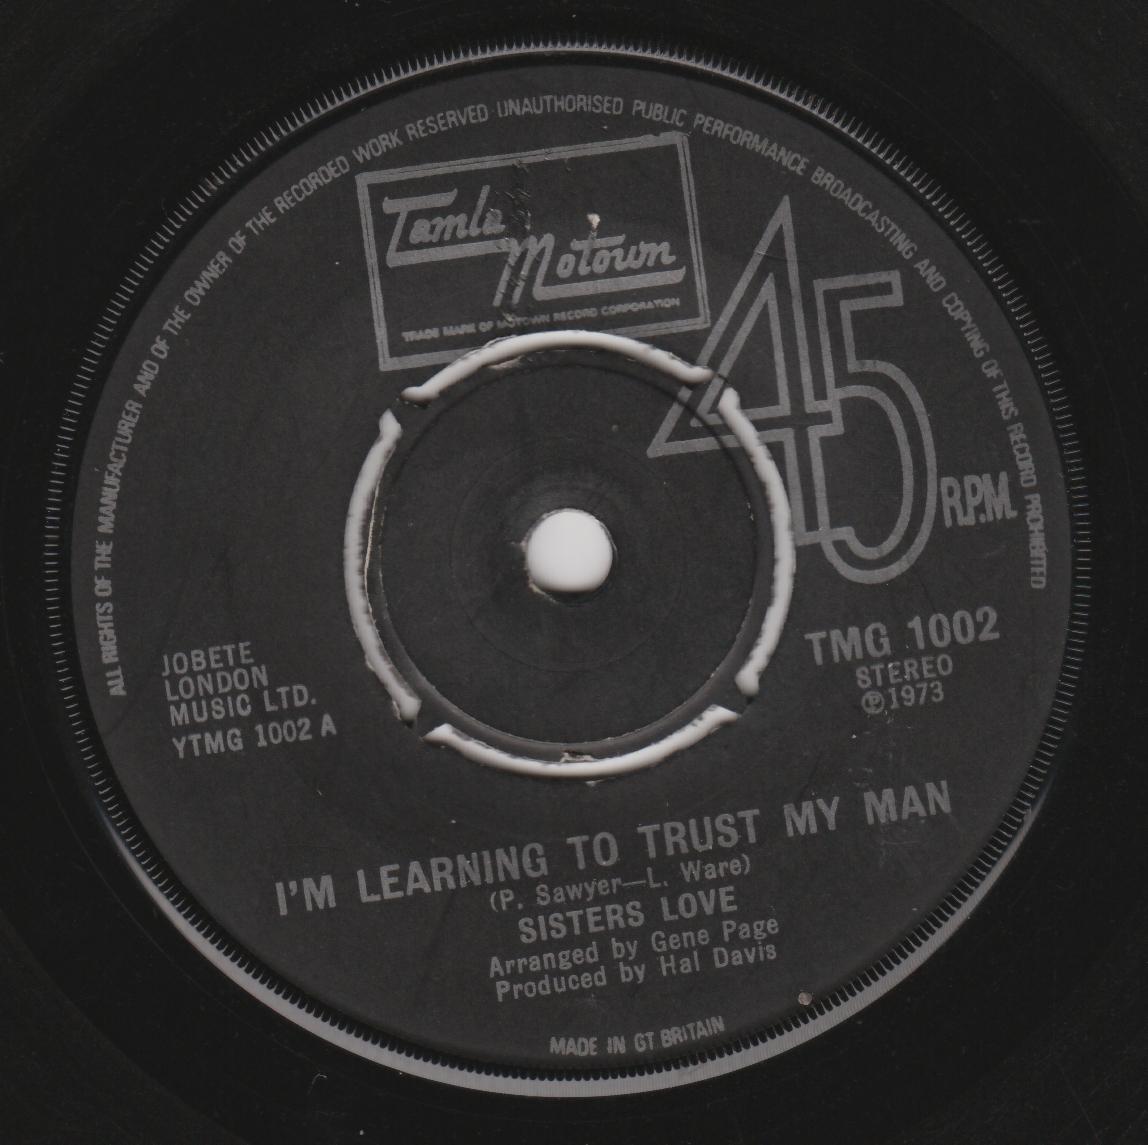 ALL RIGHTS OF THE MANUFACTURER AND OF THE OWNER OF THE RECORDED WORK RESERVED UNAUTHORISED PUBLIC PERFORMANCE BROADCASTING AND COPYING OF THIS RECORD PROHIBITED
Tamla
Motown
TRADE MARK OF MOTOWN RECORD CORPORATION
45
R.P.M.
JOBETE
LONDON
MUSIC LTD.
YTMG 1002 A
TMG 1002
STEREO
℗1973
I'M LEARNING TO TRUST MY MAN
(P. Sawyer—L. Ware)
SISTERS LOVE
Arranged by Gene Page
Produced by Hal Davis
MADE IN GT BRITAIN